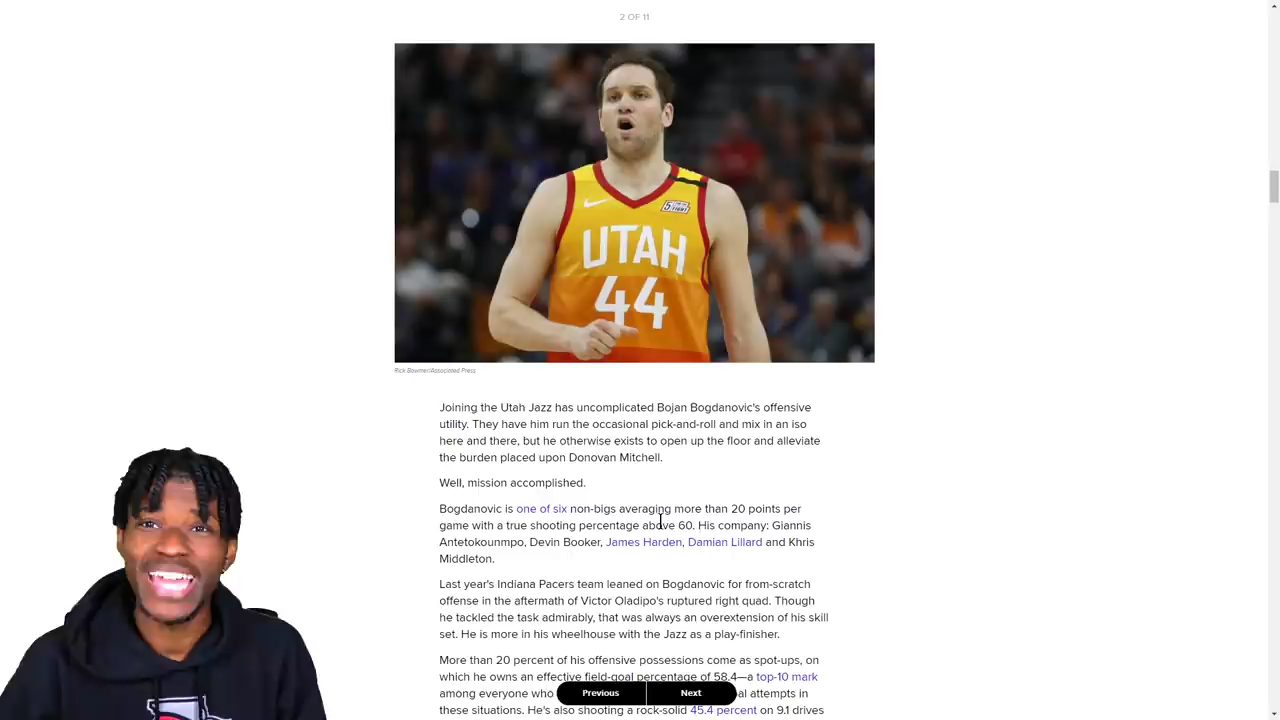 2 OF 11
UTAH
44
Rick Bowmer/Associated Press
Joining the Utah Jazz has uncomplicated Bojan Bogdanovic's offensive
utility. They have him run the occasional pick-and-roll and mix in an iso
here and there, but he otherwise exists to open up the floor and alleviate
the burden placed upon Donovan Mitchell.
Well, mission accomplished.
Bogdanovic is one of six non-bigs averaging more than 20 points per
game with a true shooting percentage above 60. His company: Giannis
Antetokounmpo, Devin Booker, James Harden, Damian Lillard and Khris
Middleton.
Last year's Indiana Pacers team leaned on Bogdanovic for from-scratch
offense in the aftermath of Victor Oladipo's ruptured right quad. Though
he tackled the task admirably, that was always an overextension of his skill
set. He is more in his wheelhouse with the Jazz as a play-finisher.
More than 20 percent of his offensive possessions come as spot-ups, on
which he owns an effective field-goal percentage of 58.4—a top-10 mark
among everyone who al attempts in
these situations. He's also shooting a rock-solid 45.4 percent on 9.1 drives
Previous
Next